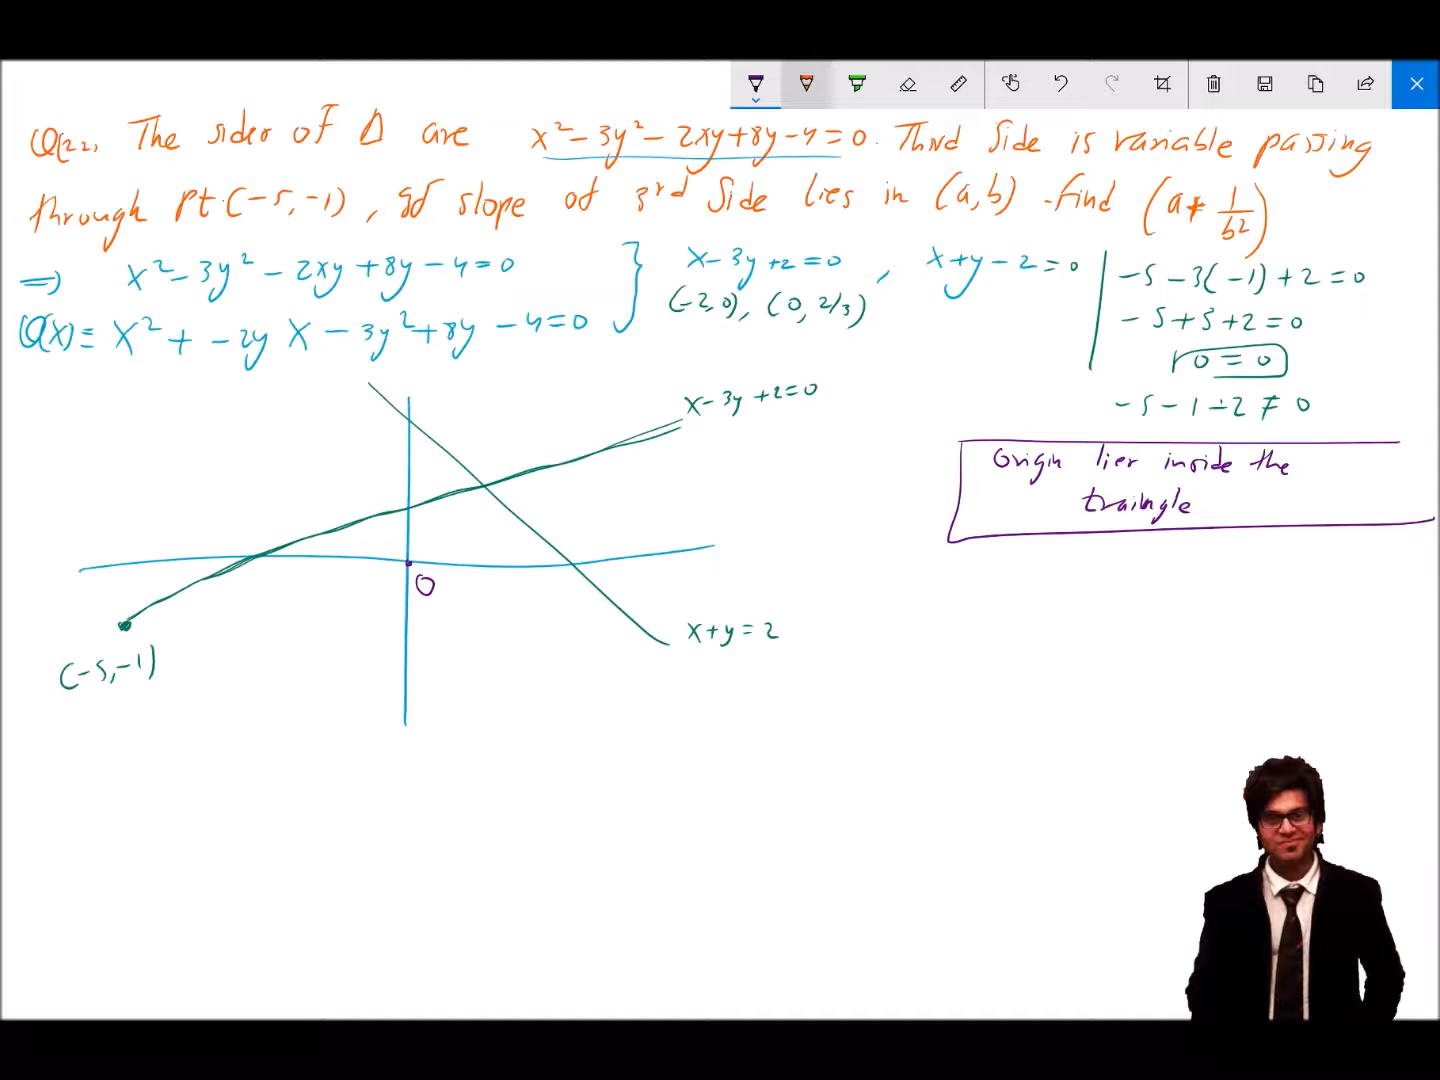 Q22. The sides of Δ are x² - 3y² - 2xy + 8y - 4 = 0. Third side is variable passing
through pt. (-5, -1), If slope of 3rd side lies in (a, b). find (a + 1/b²)
⇒ x² - 3y² - 2xy + 8y - 4 = 0 } x - 3y + 2 = 0 , x + y - 2 = 0
(-2, 0), (0, 2/3)
Q(x) ≡ x² + -2y x - 3y² + 8y - 4 = 0
-5 - 3(-1) + 2 = 0
-5 + 3 + 2 = 0
0 = 0
-5 - 1 - 2 ≠ 0
x - 3y + 2 = 0
Origin lies inside the
traingle
O
x + y = 2
(-5, -1)